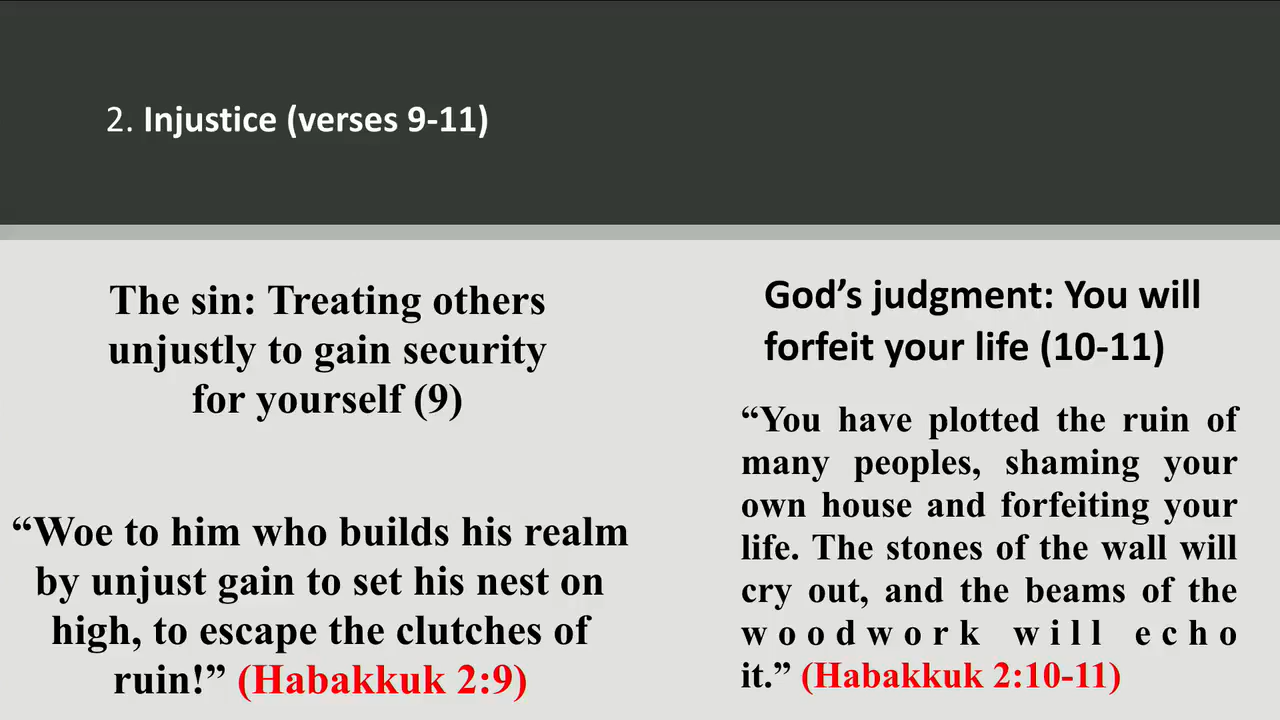 2. Injustice (verses 9-11)
The sin: Treating others
unjustly to gain security
for yourself (9)
“Woe to him who builds his realm
by unjust gain to set his nest on
high, to escape the clutches of
ruin!” (Habakkuk 2:9)
God’s judgment: You will
forfeit your life (10-11)
“You have plotted the ruin of
many peoples, shaming your
own house and forfeiting your
life. The stones of the wall will
cry out, and the beams of the
woodwork will echo
it.” (Habakkuk 2:10-11)